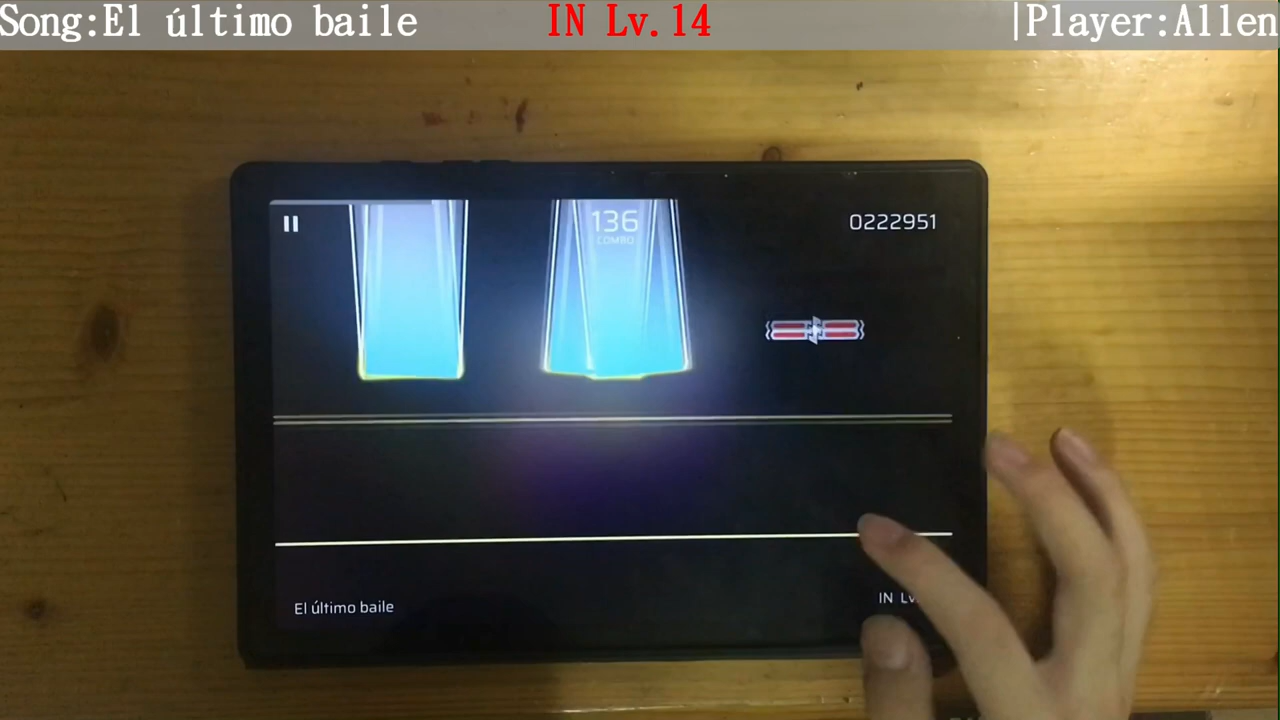 Song:El último baile IN Lv.14 |Player:Allen
136
COMBO
0222951
El último baile
IN Lv.